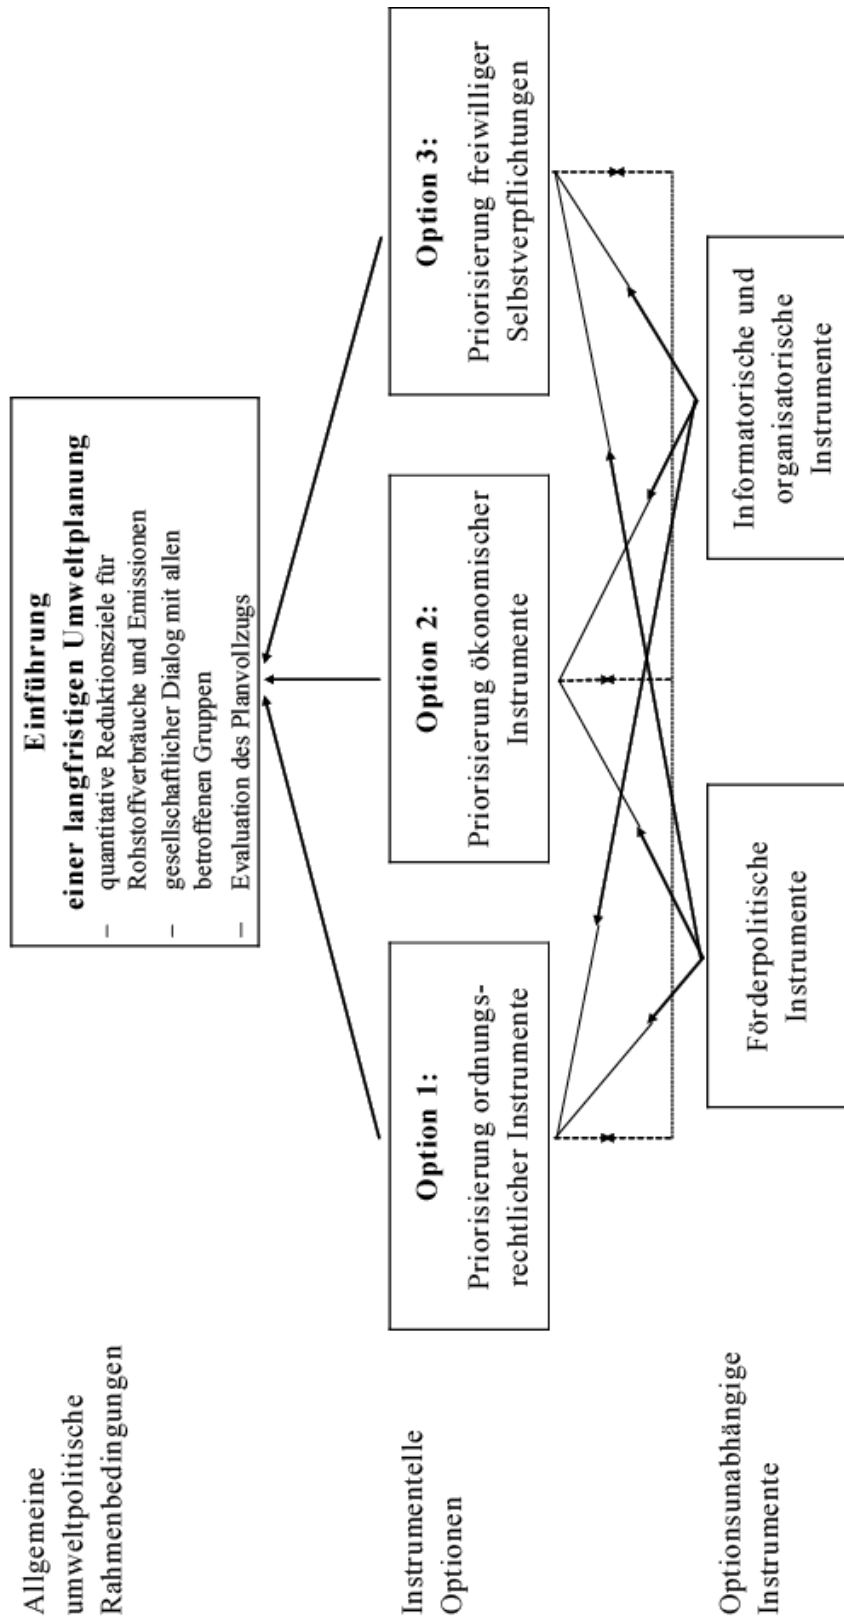 Allgemeine
umweltpolitische
Rahmenbedingungen
Einführung
einer langfristigen Umweltplanung
– quantitative Reduktionsziele für
Rohstoffverbräuche und Emissionen
– gesellschaftlicher Dialog mit allen
betroffenen Gruppen
– Evaluation des Planvollzugs
Instrumentelle
Optionen
Option 1:
Priorisierung ordnungs-
rechtlicher Instrumente
Option 2:
Priorisierung ökonomischer
Instrumente
Option 3:
Priorisierung freiwilliger
Selbstverpflichtungen
Optionsunabhängige
Instrumente
Förderpolitische
Instrumente
Informatorische und
organisatorische
Instrumente